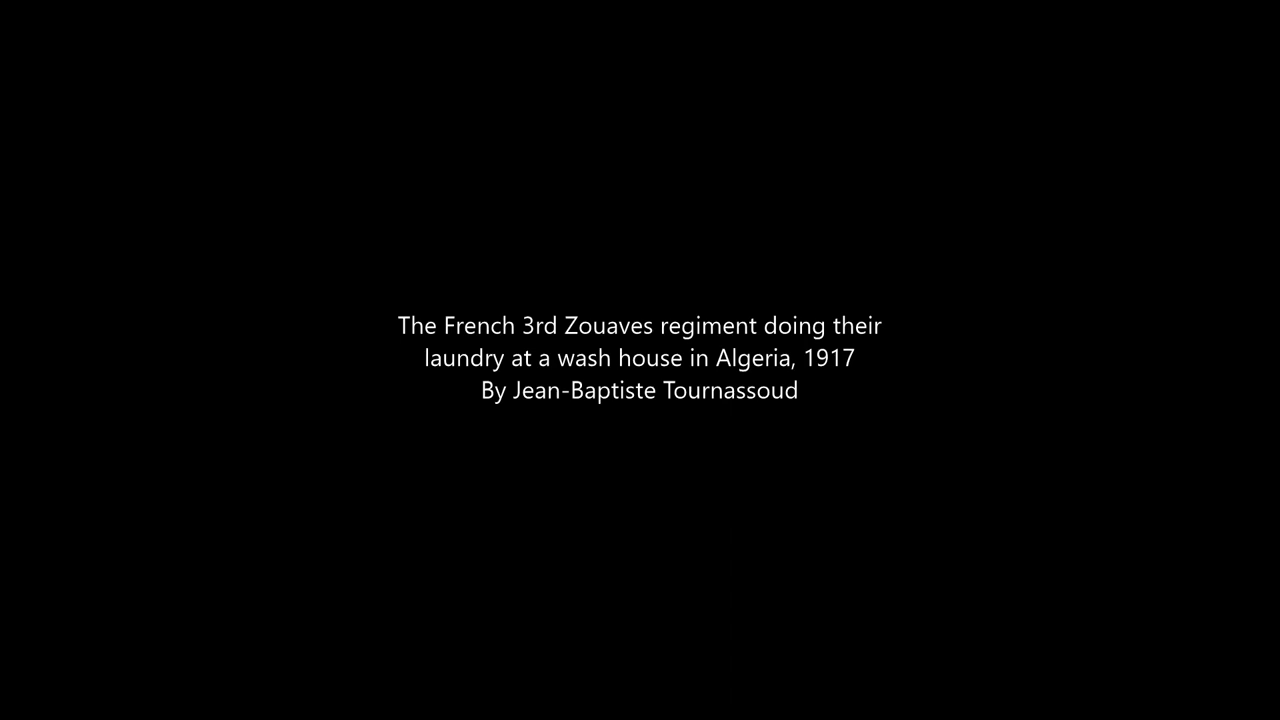 The French 3rd Zouaves regiment doing their
laundry at a wash house in Algeria, 1917
By Jean-Baptiste Tournassoud